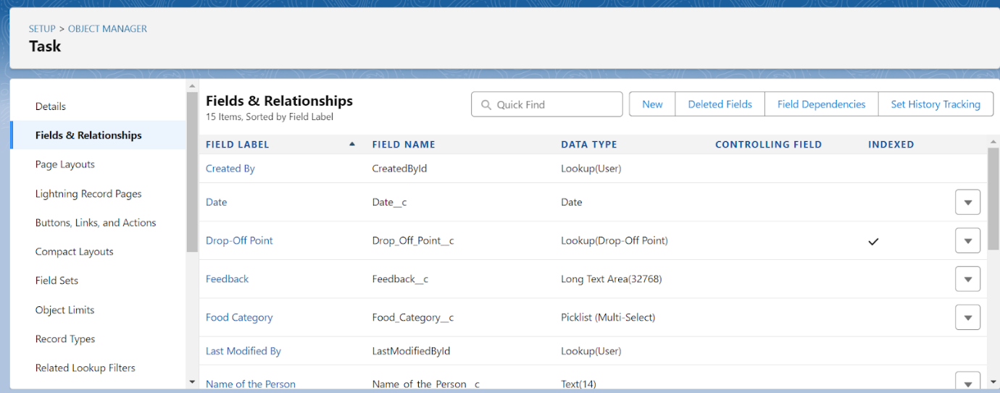 SETUP > OBJECT MANAGER
Task
Details
Fields & Relationships
Page Layouts
Lightning Record Pages
Buttons, Links, and Actions
Compact Layouts
Field Sets
Object Limits
Record Types
Related Lookup Filters
Fields & Relationships
15 Items, Sorted by Field Label
Quick Find
New
Deleted Fields
Field Dependencies
Set History Tracking
FIELD LABEL FIELD NAME DATA TYPE CONTROLLING FIELD INDEXED
Created By CreatedById Lookup(User)
Date Date__c Date
Drop-Off Point Drop_Off_Point__c Lookup(Drop-Off Point)
Feedback Feedback__c Long Text Area(32768)
Food Category Food_Category__c Picklist (Multi-Select)
Last Modified By LastModifiedById Lookup(User)
Name of the Person Name_of_the_Person__c Text(14)